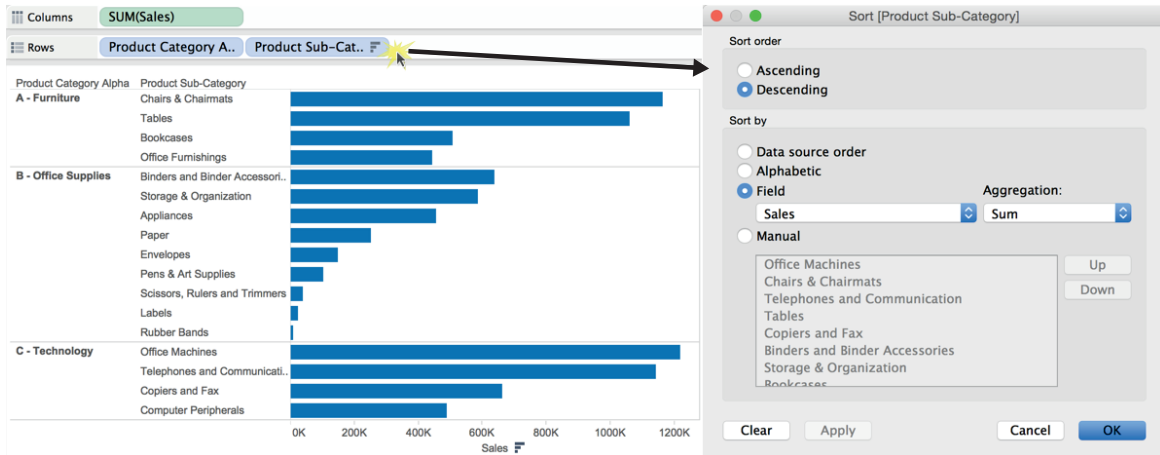 Columns SUM(Sales)
Rows Product Category A.. Product Sub-Cat..
Product Category Alpha Product Sub-Category
A - Furniture Chairs & Chairmats
Tables
Bookcases
Office Furnishings
B - Office Supplies Binders and Binder Accessori..
Storage & Organization
Appliances
Paper
Envelopes
Pens & Art Supplies
Scissors, Rulers and Trimmers
Labels
Rubber Bands
C - Technology Office Machines
Telephones and Communicati..
Copiers and Fax
Computer Peripherals
0K 200K 400K 600K 800K 1000K 1200K
Sales
Sort [Product Sub-Category]
Sort order
Ascending
Descending
Sort by
Data source order
Alphabetic
Field Aggregation:
Sales Sum
Manual
Office Machines Up
Chairs & Chairmats
Telephones and Communication Down
Tables
Copiers and Fax
Binders and Binder Accessories
Storage & Organization
Bookcases
Clear Apply Cancel OK